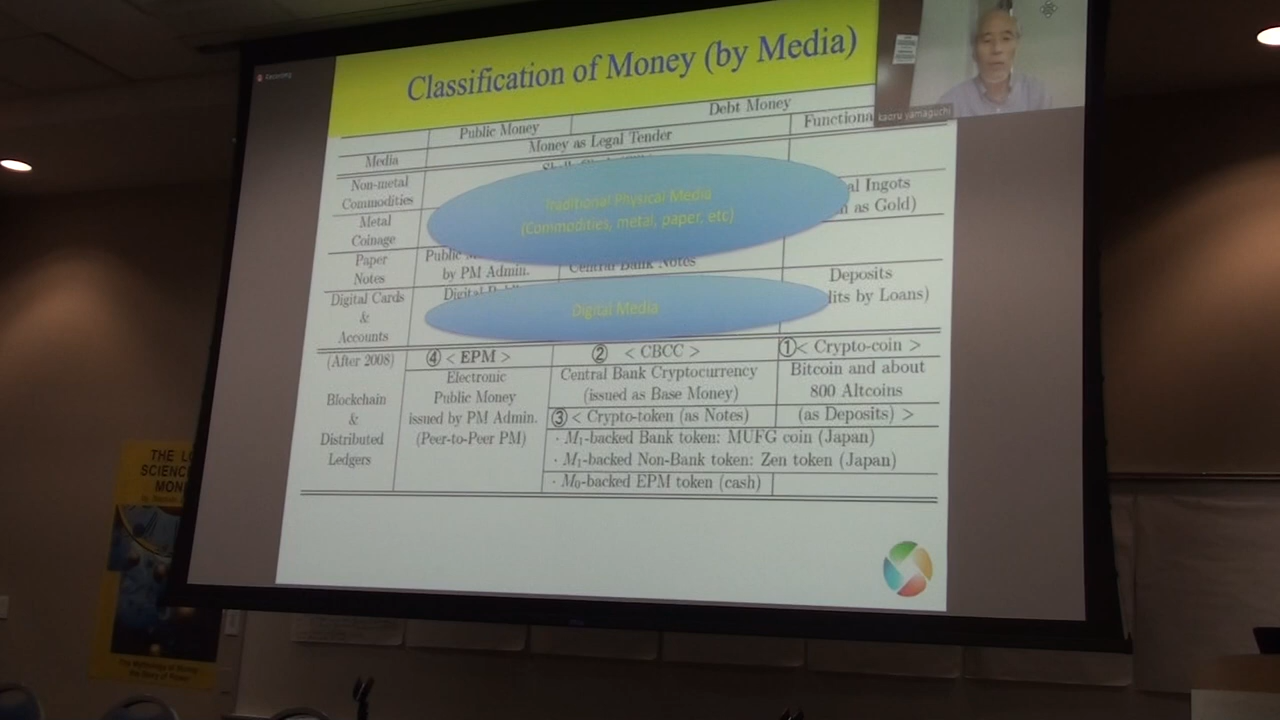 Classification of Money (by Media)
kaoru yamaguchi
Debt Money
Public Money
Functiona
Money as Legal Tender
Media
Non-metal
Commodities
Traditional Physical Media
(Commodities, metal, paper, etc)
al Ingots
as Gold)
Metal
Coinage
Paper
Notes
Public
by PM Admin.
Central Bank Notes
Digital Cards
&
Accounts
Digital Media
Deposits
its by Loans)
(After 2008)
④ < EPM >
② < CBCC >
①< Crypto-coin >
Blockchain
&
Distributed
Ledgers
Electronic
Public Money
issued by PM Admin.
(Peer-to-Peer PM)
Central Bank Cryptocurrency
(issued as Base Money)
Bitcoin and about
800 Altcoins
③ < Crypto-token (as Notes)
(as Deposits) >
· M₁-backed Bank token: MUFG coin (Japan)
· M₁-backed Non-Bank token: Zen token (Japan)
· M₀-backed EPM token (cash)
THE L
SCIENC
MON